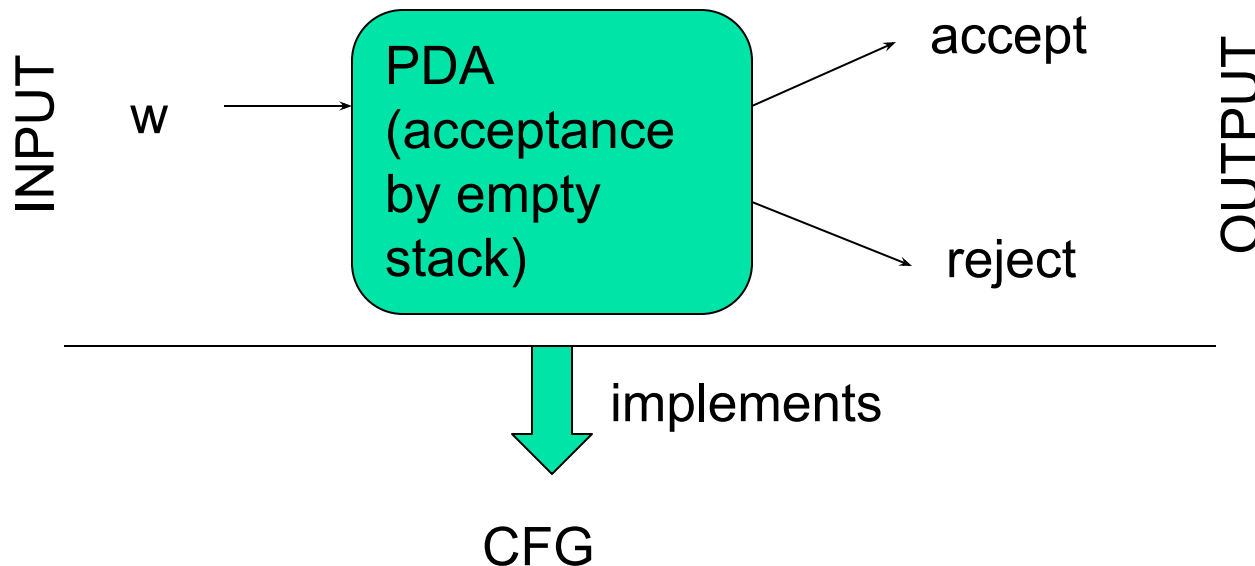 INPUT
w
PDA
(acceptance
by empty
stack)
accept
reject
OUTPUT
implements
CFG